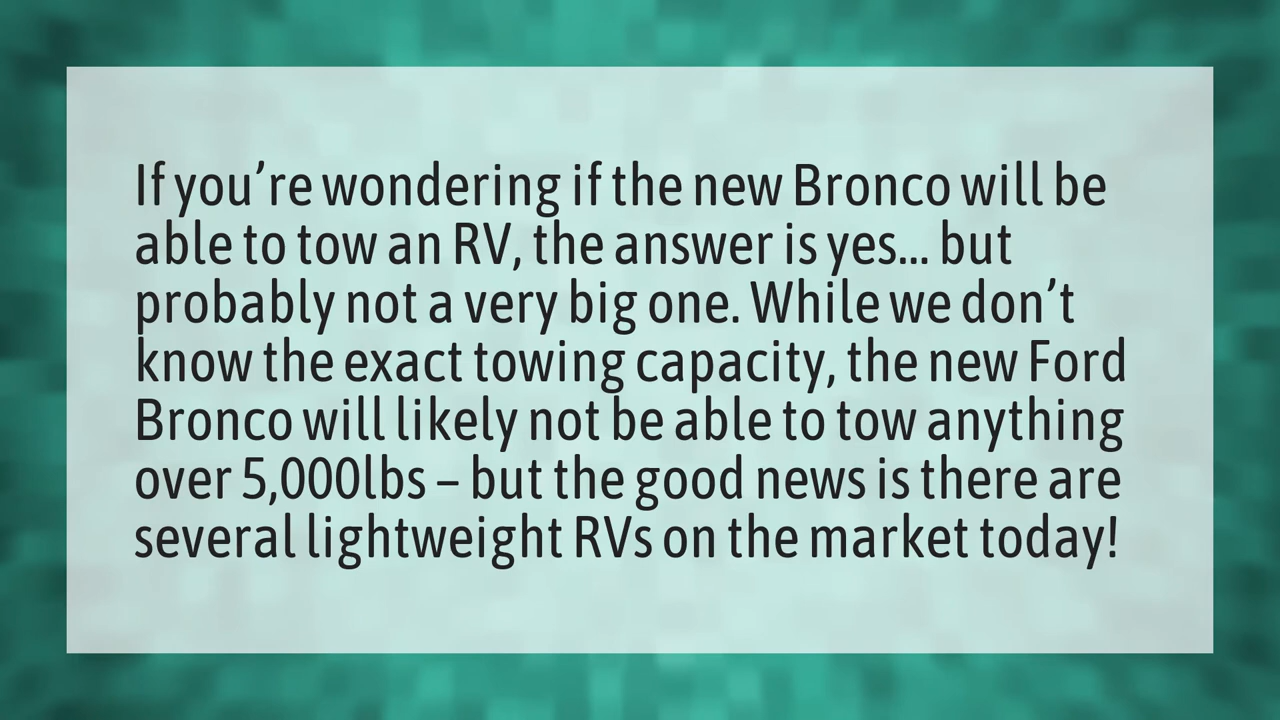 If you’re wondering if the new Bronco will be
able to tow an RV, the answer is yes... but
probably not a very big one. While we don’t
know the exact towing capacity, the new Ford
Bronco will likely not be able to tow anything
over 5,000lbs – but the good news is there are
several lightweight RVs on the market today!